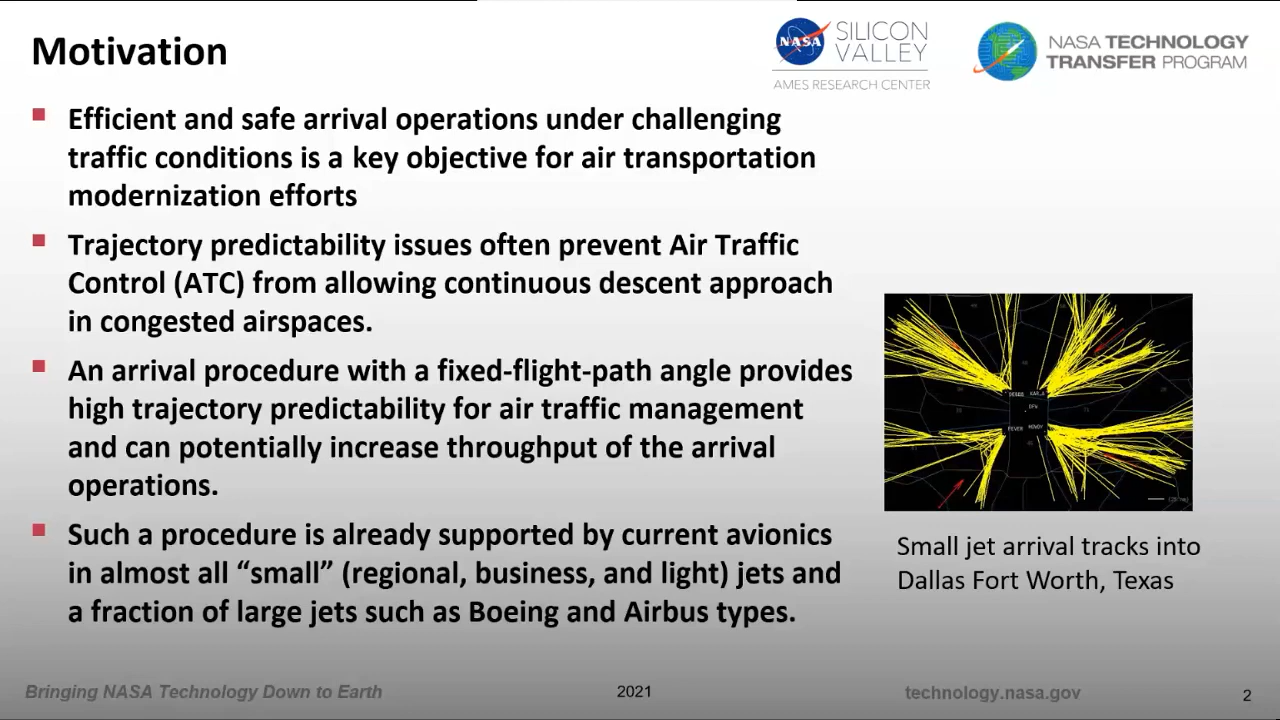 Motivation
NASA
SILICON
VALLEY
AMES RESEARCH CENTER
NASA TECHNOLOGY
TRANSFER PROGRAM
Efficient and safe arrival operations under challenging
traffic conditions is a key objective for air transportation
modernization efforts
Trajectory predictability issues often prevent Air Traffic
Control (ATC) from allowing continuous descent approach
in congested airspaces.
An arrival procedure with a fixed-flight-path angle provides
high trajectory predictability for air traffic management
and can potentially increase throughput of the arrival
operations.
Such a procedure is already supported by current avionics
in almost all “small” (regional, business, and light) jets and
a fraction of large jets such as Boeing and Airbus types.
DFW
Small jet arrival tracks into
Dallas Fort Worth, Texas
Bringing NASA Technology Down to Earth
2021
technology.nasa.gov
2